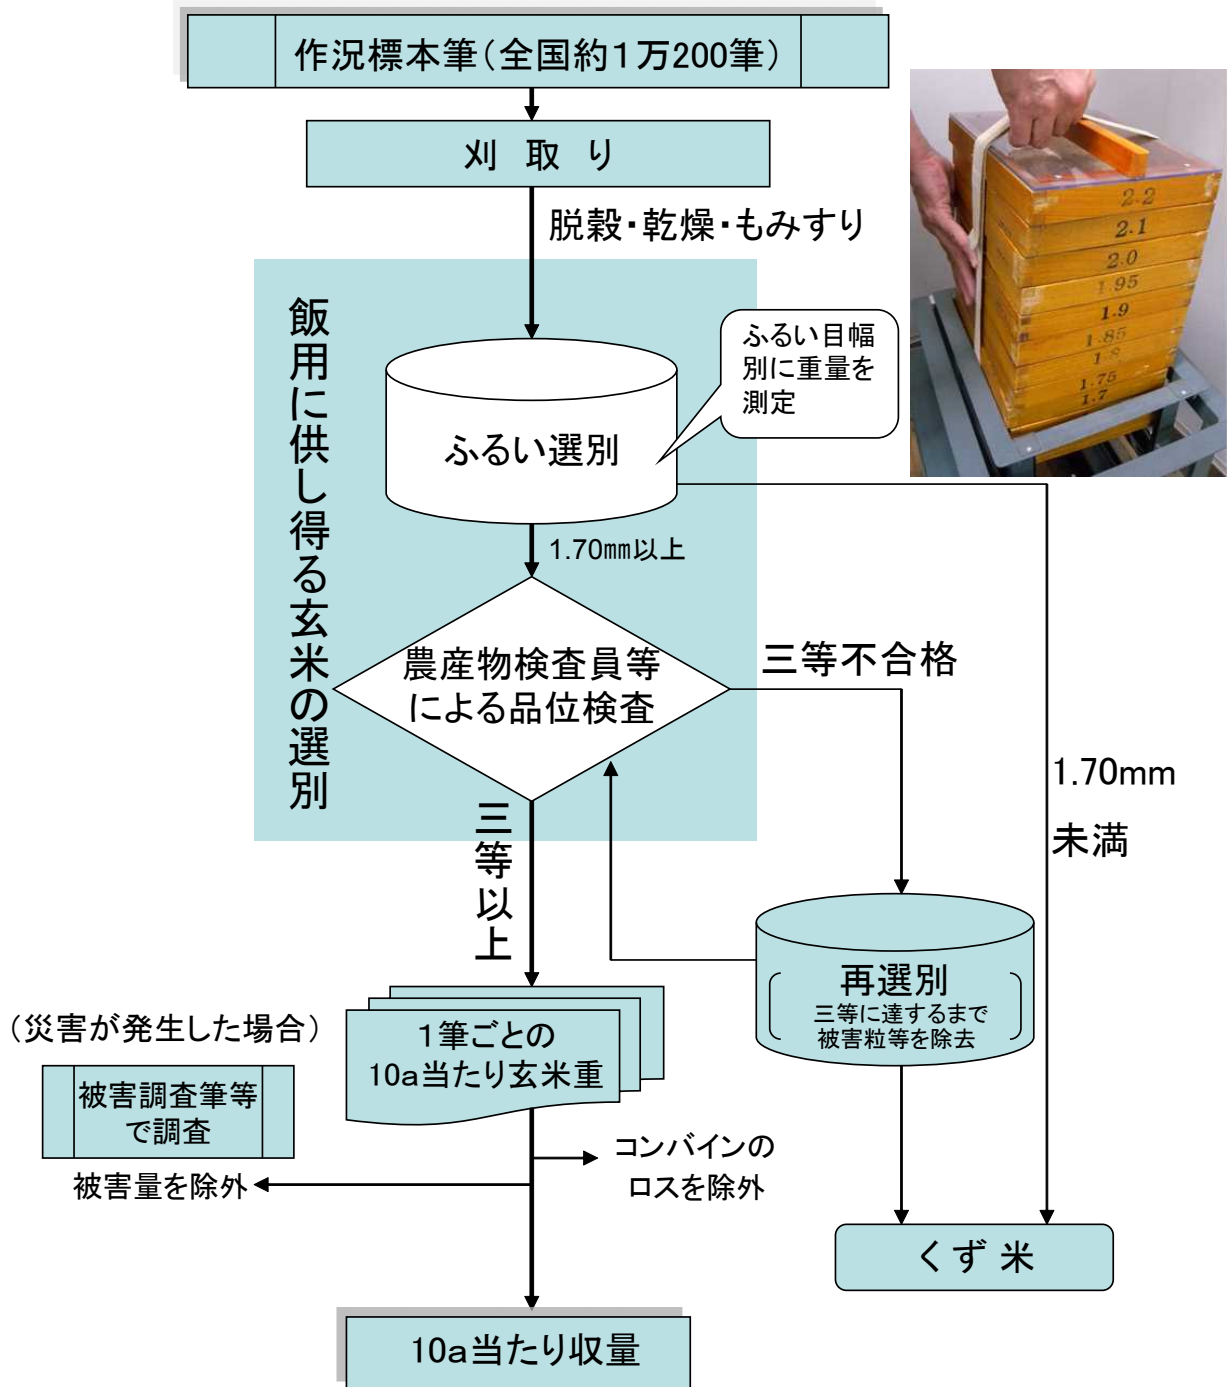 作況標本筆（全国約１万200筆）
刈 取 り
脱穀・乾燥・もみすり
飯用に供し得る玄米の選別
ふるい目幅
別に重量を
測定
ふるい選別
2.2
2.1
2.0
1.95
1.9
1.85
1.8
1.75
1.7
1.70㎜以上
農産物検査員等
による品位検査
三等不合格
1.70mm
未満
三等以上
再選別
三等に達するまで
被害粒等を除去
（災害が発生した場合）
被害調査筆等
で調査
１筆ごとの
10a当たり玄米重
コンバインの
ロスを除外
被害量を除外
くず 米
10a当たり収量